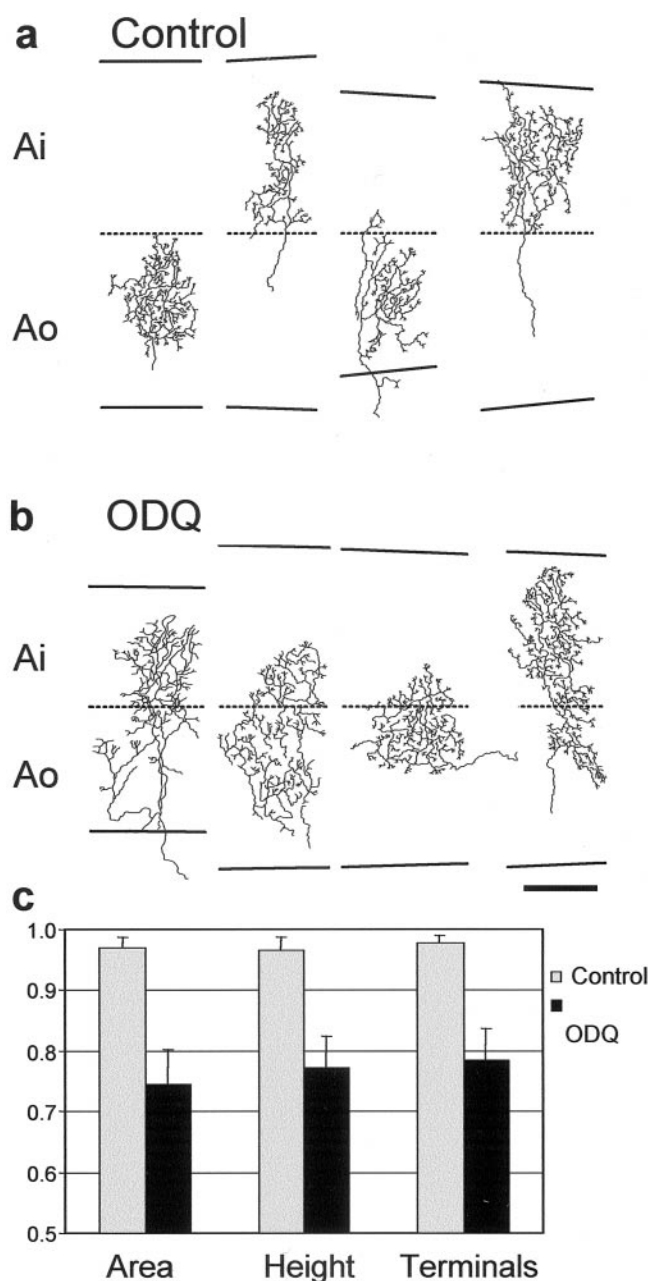 a Control
Ai
Ao
b ODQ
Ai
Ao
c
1.0
0.9
0.8
0.7
0.6
0.5
Control
ODQ
Area Height Terminals